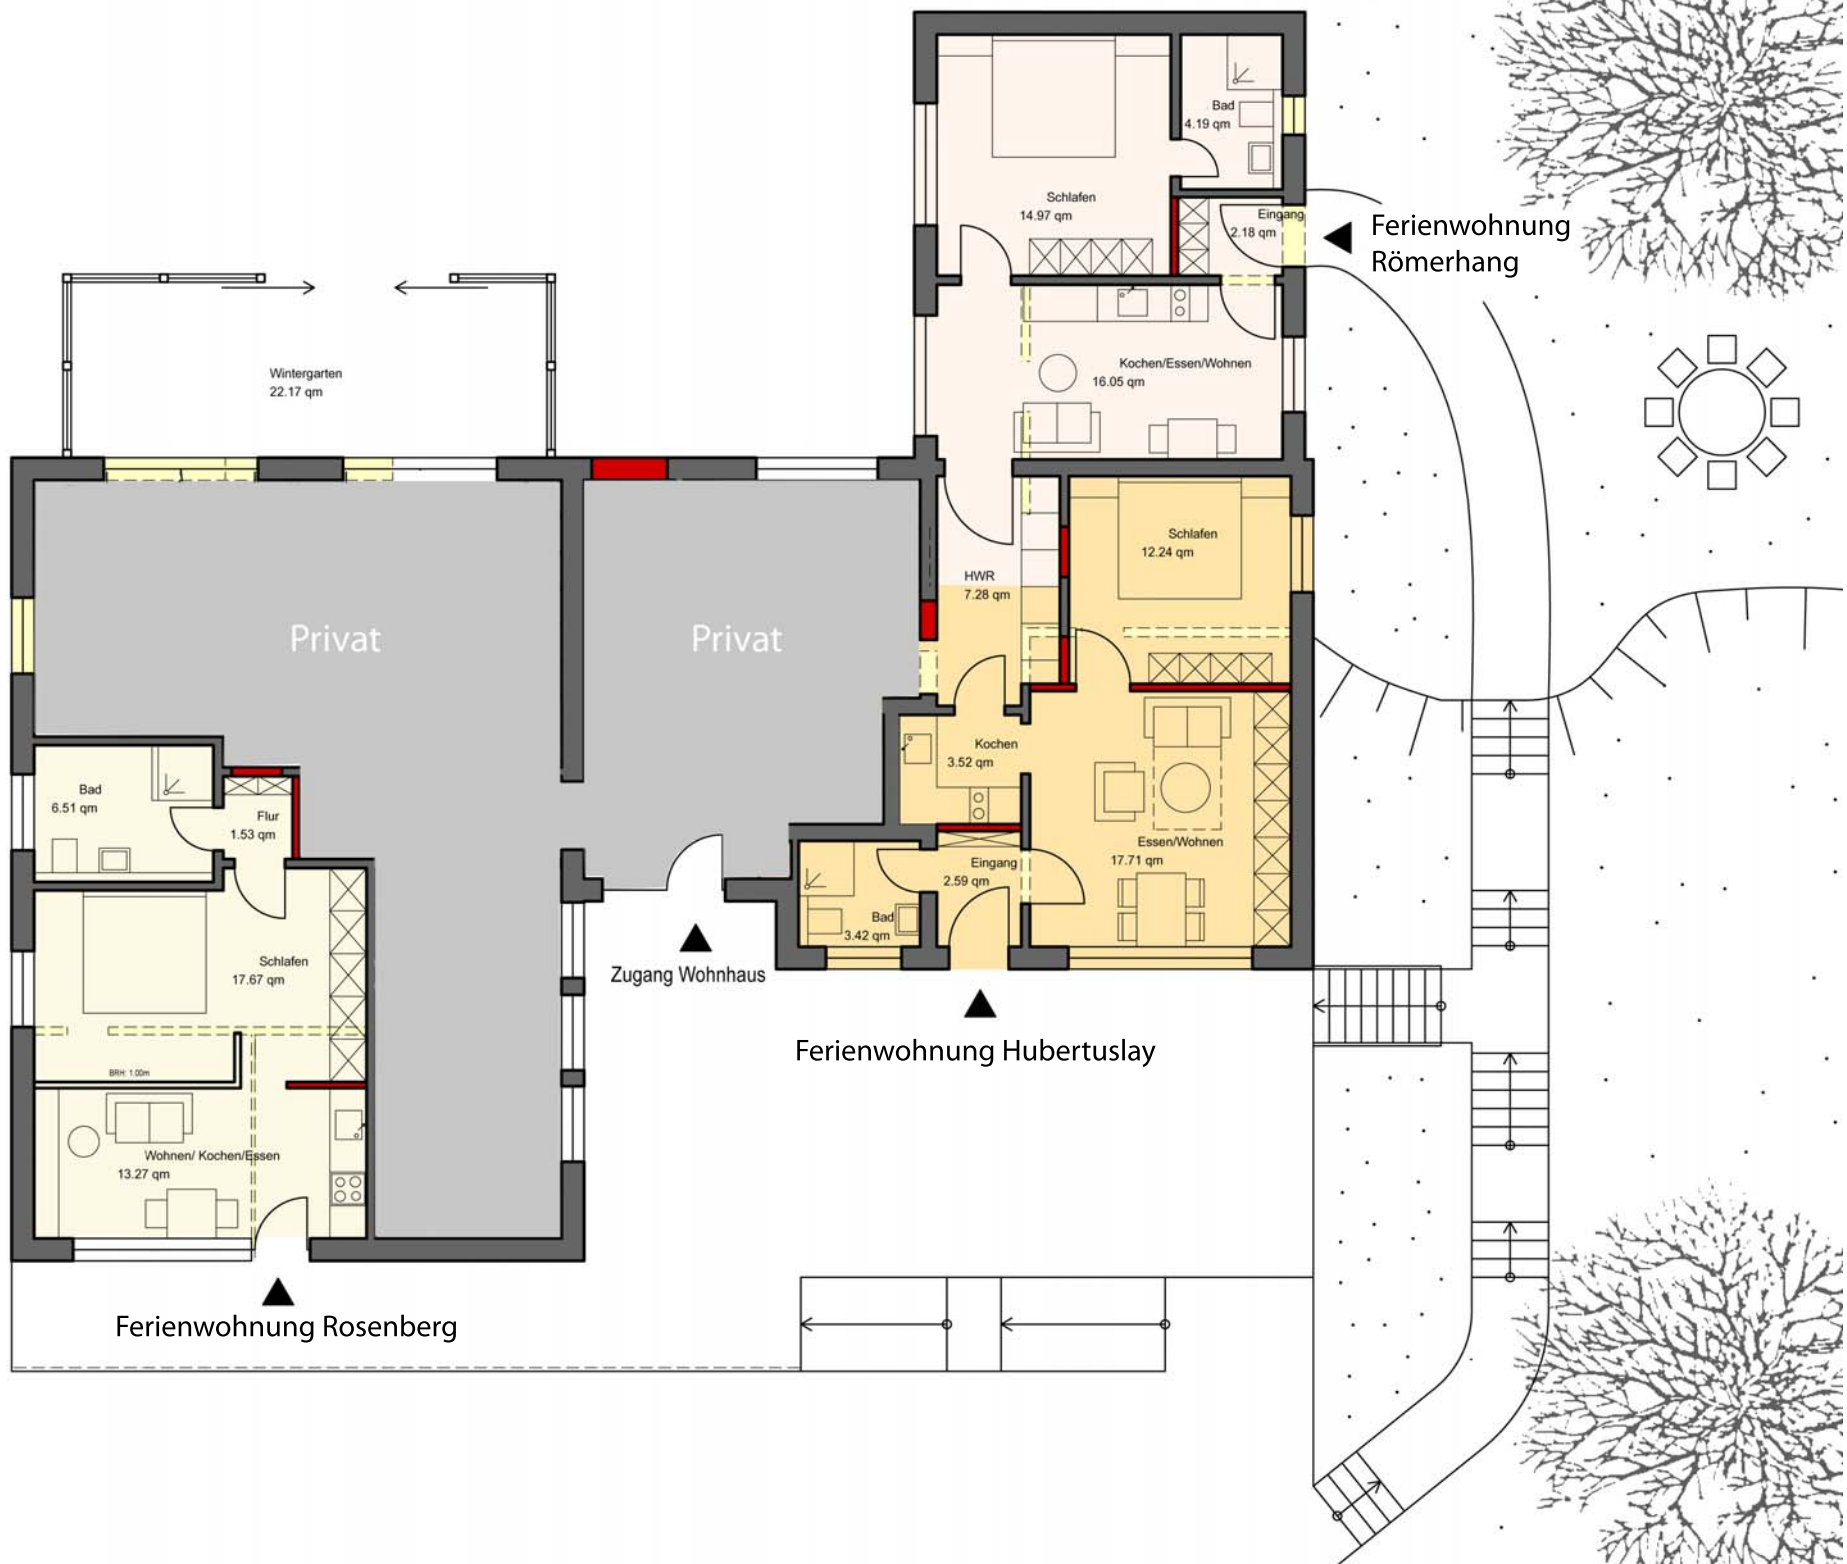 Bad
4.19 qm
Schlafen
14.97 qm
Eingang
2.18 qm
Ferienwohnung
Römerhang
Kochen/Essen/Wohnen
16.05 qm
Wintergarten
22.17 qm
Schlafen
12.24 qm
HWR
7.28 qm
Privat
Privat
Kochen
3.52 qm
Bad
6.51 qm
Flur
1.53 qm
Essen/Wohnen
17.71 qm
Eingang
2.59 qm
Bad
3.42 qm
Schlafen
17.67 qm
Zugang Wohnhaus
Ferienwohnung Hubertuslay
BRH: 1.00m
Wohnen/ Kochen/Essen
13.27 qm
Ferienwohnung Rosenberg